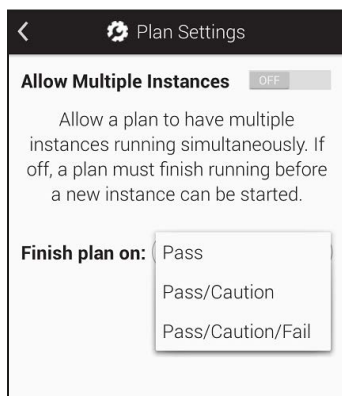 Plan Settings
Allow Multiple Instances OFF
Allow a plan to have multiple
instances running simultaneously. If
off, a plan must finish running before
a new instance can be started.
Finish plan on: Pass
Pass/Caution
Pass/Caution/Fail